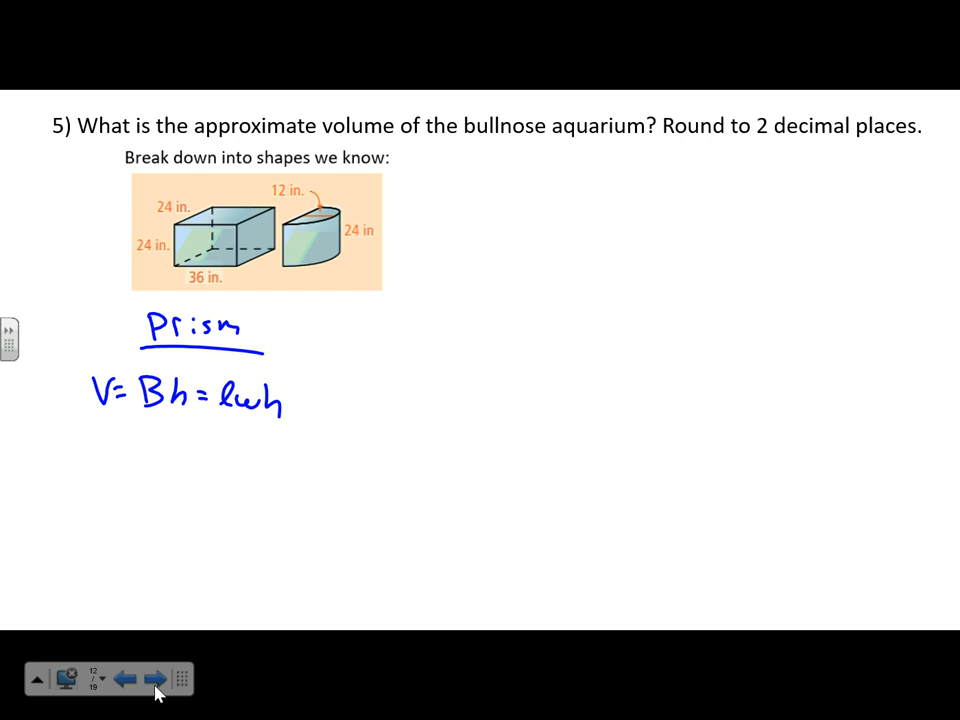 5) What is the approximate volume of the bullnose aquarium? Round to 2 decimal places.
Break down into shapes we know:
12 in.
24 in.
24 in
24 in.
36 in.
Prism
V= Bh = lwh
12
/
19